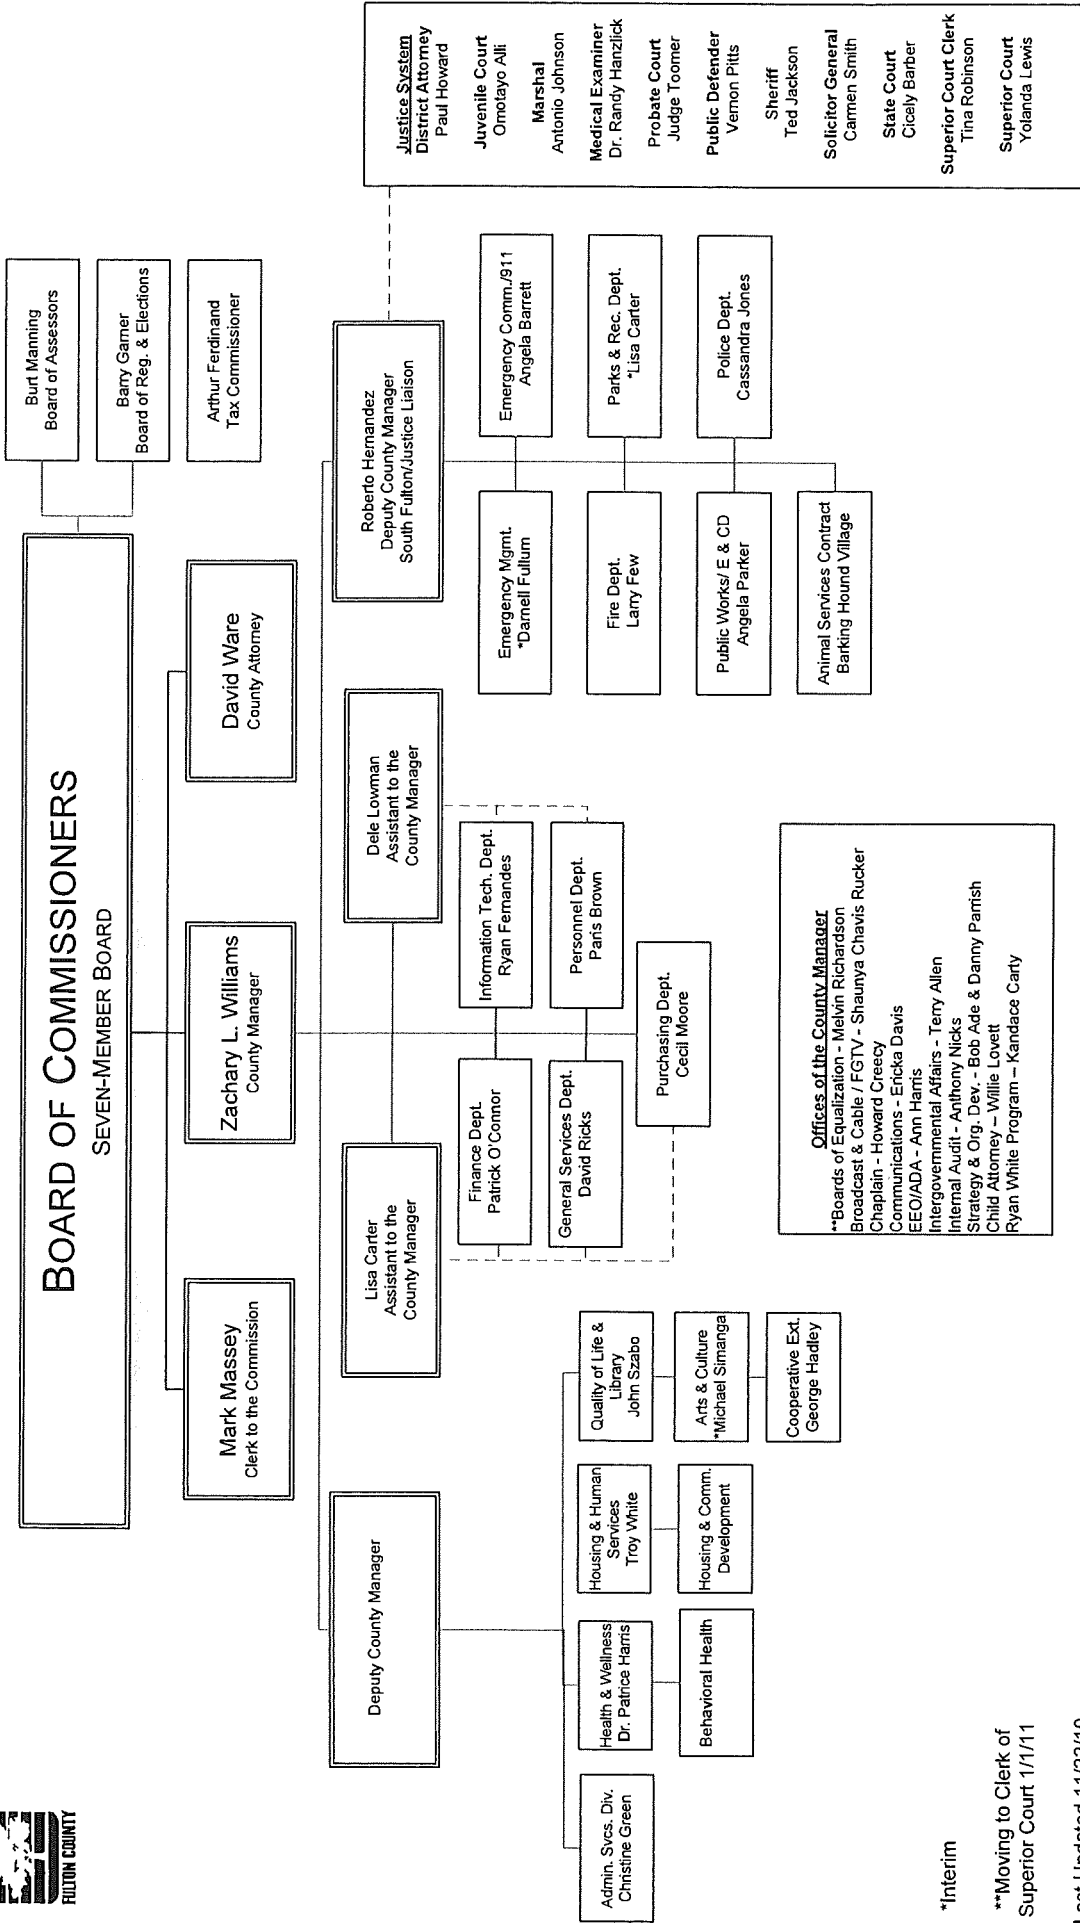 FULTON COUNTY
BOARD OF COMMISSIONERS
SEVEN-MEMBER BOARD
Burt Manning
Board of Assessors
Barry Garner
Board of Reg. & Elections
Arthur Ferdinand
Tax Commissioner
Mark Massey
Clerk to the Commission
Zachary L. Williams
County Manager
David Ware
County Attorney
Deputy County Manager
Lisa Carter
Assistant to the
County Manager
Dele Lowman
Assistant to the
County Manager
Roberto Hernandez
Deputy County Manager
South Fulton/Justice Liaison
Admin. Svcs. Div.
Christine Green
Health & Wellness
Dr. Patrice Harris
Behavioral Health
Housing & Human
Services
Troy White
Housing & Comm.
Development
Quality of Life &
Library
John Szabo
Arts & Culture
*Michael Simanga
Cooperative Ext.
George Hadley
Finance Dept.
Patrick O'Connor
Information Tech. Dept.
Ryan Fernandes
General Services Dept.
David Ricks
Personnel Dept.
Paris Brown
Purchasing Dept.
Cecil Moore
Emergency Mgmt.
*Darnell Fullum
Emergency Comm./911
Angela Barrett
Fire Dept.
Larry Few
Parks & Rec. Dept.
*Lisa Carter
Public Works/ E & CD
Angela Parker
Police Dept.
Cassandra Jones
Animal Services Contract
Barking Hound Village
Justice System
District Attorney
Paul Howard
Juvenile Court
Omotayo Alli
Marshal
Antonio Johnson
Medical Examiner
Dr. Randy Hanzlick
Probate Court
Judge Toomer
Public Defender
Vernon Pitts
Sheriff
Ted Jackson
Solicitor General
Carmen Smith
State Court
Cicely Barber
Superior Court Clerk
Tina Robinson
Superior Court
Yolanda Lewis
Offices of the County Manager
**Boards of Equalization - Melvin Richardson
Broadcast & Cable / FGTV - Shaunya Chavis Rucker
Chaplain - Howard Creecy
Communications - Ericka Davis
EEO/ADA - Ann Harris
Intergovernmental Affairs - Terry Allen
Internal Audit - Anthony Nicks
Strategy & Org. Dev. - Bob Ade & Danny Parrish
Child Attorney – Willie Lovett
Ryan White Program – Kandace Carty
*Interim
**Moving to Clerk of
Superior Court 1/1/11
Last Updated